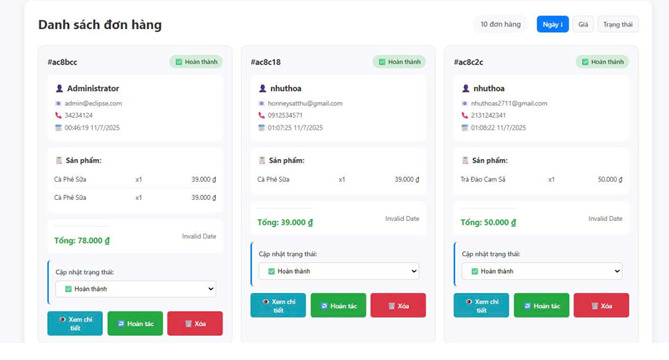 Danh sách đơn hàng
10 đơn hàng
Ngày ↓
Giá
Trạng thái
#ac8bcc
✅ Hoàn thành
👤 Administrator
📧 admin@eclipse.com
📞 34234124
📅 00:46:19 11/7/2025
Sản phẩm:
Cà Phê Sữa x1 39.000 ₫
Cà Phê Sữa x1 39.000 ₫
Tổng: 78.000 ₫
Invalid Date
Cập nhật trạng thái:
✅ Hoàn thành
Xem chi
tiết
Hoàn tác
Xóa
#ac8c18
✅ Hoàn thành
👤 nhuthoa
📧 honneysatthu@gmail.com
📞 0912534571
📅 01:07:25 11/7/2025
Sản phẩm:
Cà Phê Sữa x1 39.000 ₫
Tổng: 39.000 ₫
Invalid Date
Cập nhật trạng thái:
✅ Hoàn thành
Xem chi
tiết
Hoàn tác
Xóa
#ac8c2c
✅ Hoàn thành
👤 nhuthoa
📧 nhuthoas2711@gmail.com
📞 2131242341
📅 01:08:22 11/7/2025
Sản phẩm:
Trà Đào Cam Sả x1 50.000 ₫
Tổng: 50.000 ₫
Invalid Date
Cập nhật trạng thái:
✅ Hoàn thành
Xem chi
tiết
Hoàn tác
Xóa